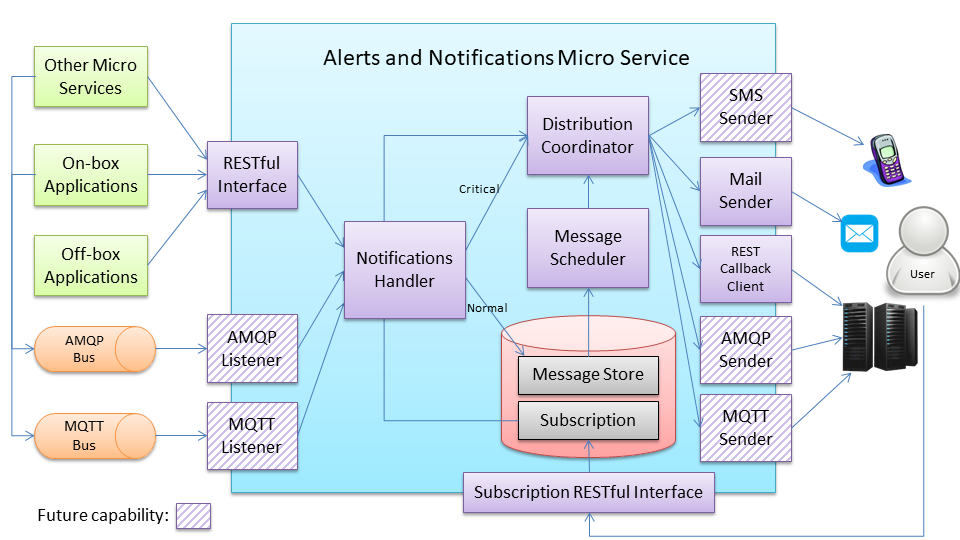 Alerts and Notifications Micro Service
Other Micro
Services
On-box
Applications
Off-box
Applications
AMQP
Bus
MQTT
Bus
RESTful
Interface
AMQP
Listener
MQTT
Listener
Notifications
Handler
Critical
Normal
Distribution
Coordinator
Message
Scheduler
Message Store
Subscription
Subscription RESTful Interface
SMS
Sender
Mail
Sender
REST
Callback
Client
AMQP
Sender
MQTT
Sender
User
Future capability: